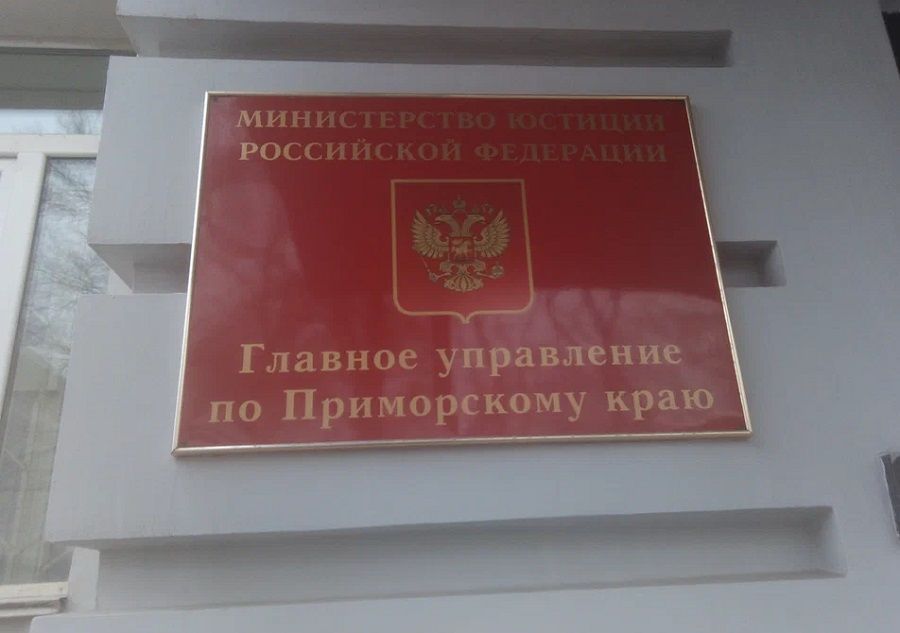 МИНИСТЕРСТВО ЮСТИЦИИ
РОССИЙСКОЙ ФЕДЕРАЦИИ
Главное управление
по Приморскому краю